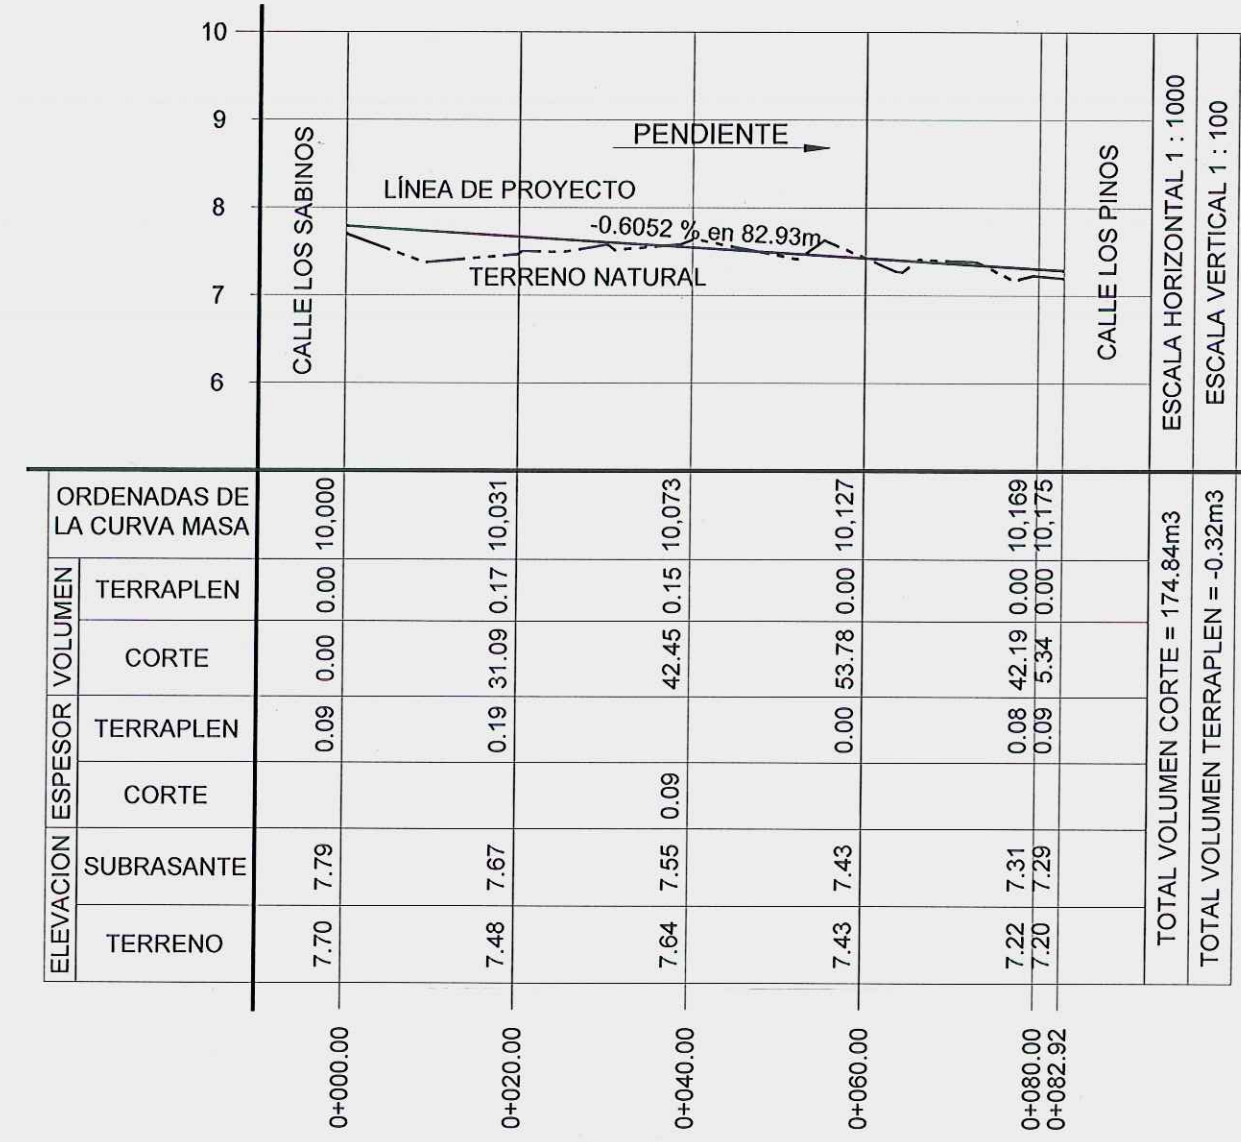 10
9
8
7
6
CALLE LOS SABINOS
PENDIENTE
LÍNEA DE PROYECTO
-0.6052 % en 82.93m
TERRENO NATURAL
CALLE LOS PINOS
ESCALA HORIZONTAL 1 : 1000
ESCALA VERTICAL 1 : 100
ORDENADAS DE
LA CURVA MASA
10,000 10,031 10,073 10,127 10,169 10,175
VOLUMEN
TERRAPLEN 0.00 0.17 0.15 0.00 0.00 0.00
CORTE 0.00 31.09 42.45 53.78 42.19 5.34
ESPESOR
TERRAPLEN 0.09 0.19 0.00 0.08 0.09
CORTE 0.09
ELEVACION
SUBRASANTE 7.79 7.67 7.55 7.43 7.31 7.29
TERRENO 7.70 7.48 7.64 7.43 7.22 7.20
TOTAL VOLUMEN CORTE = 174.84m3
TOTAL VOLUMEN TERRAPLEN = -0.32m3
0+000.00 0+020.00 0+040.00 0+060.00 0+080.00 0+082.92